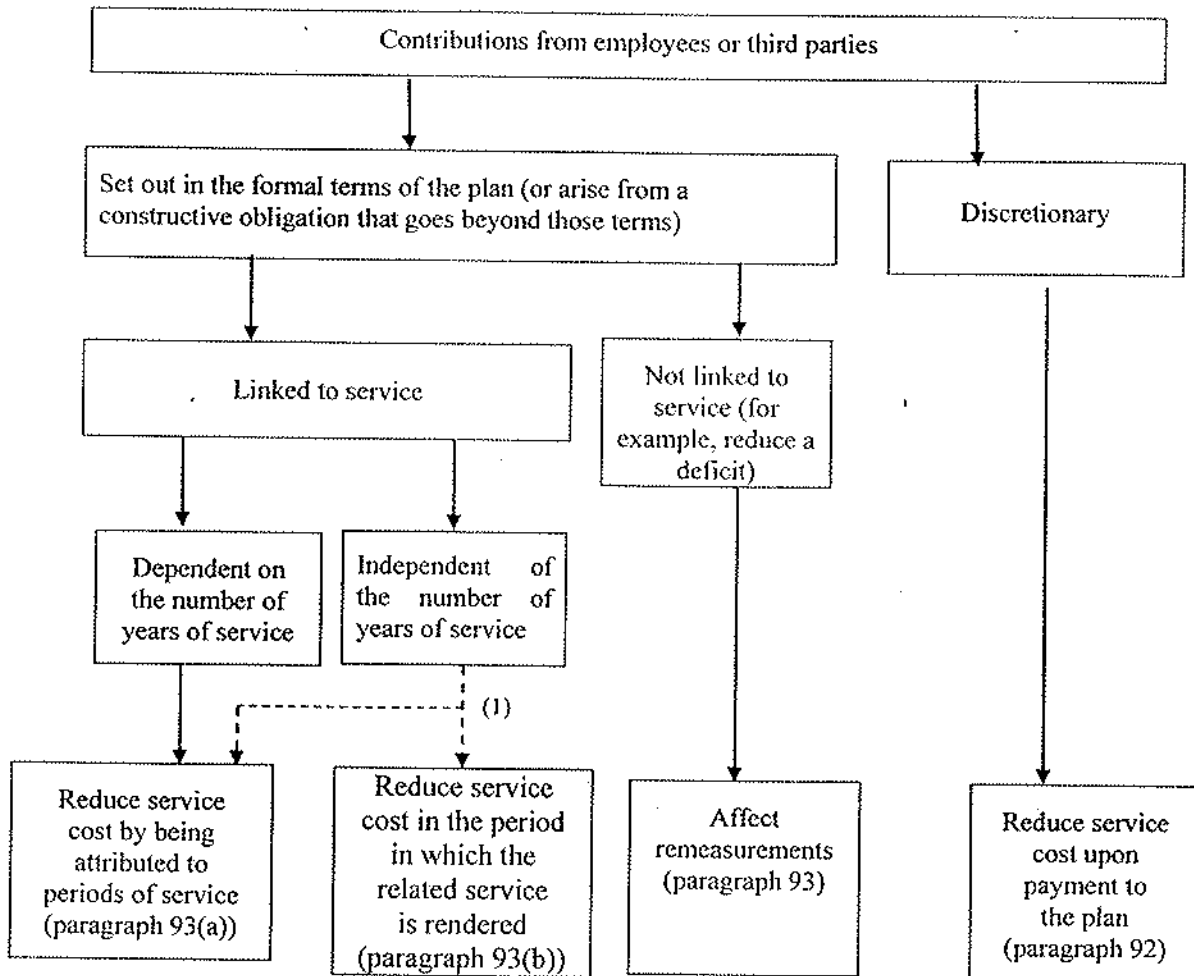 Contributions from employees or third parties
Set out in the formal terms of the plan (or arise from a
constructive obligation that goes beyond those terms)
Discretionary
Linked to service
Not linked to
service (for
example, reduce a
deficit)
Dependent on
the number of
years of service
Independent of
the number of
years of service
(1)
Reduce service
cost by being
attributed to
periods of service
(paragraph 93(a))
Reduce service
cost in the period
in which the
related service
is rendered
(paragraph 93(b))
Affect
remeasurements
(paragraph 93)
Reduce service
cost upon
payment to
the plan
(paragraph 92)